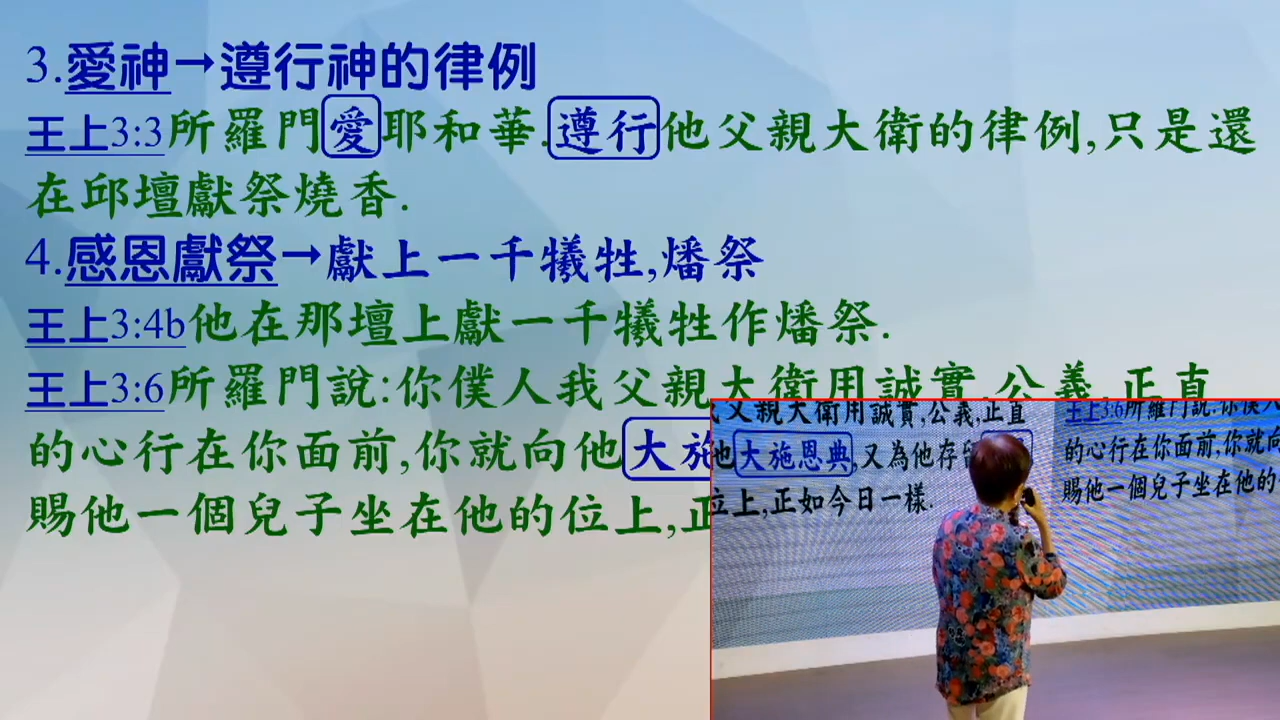 3.愛神→遵行神的律例
王上3:3所羅門愛耶和華.遵行他父親大衛的律例,只是還
在邱壇獻祭燒香.
4.感恩獻祭→獻上一千犧牲,燔祭
王上3:4b他在那壇上獻一千犧牲作燔祭.
王上3:6所羅門說:你僕人我父親大衛用誠實,公義,正直
的心行在你面前,你就向他大施
賜他一個兒子坐在他的位上,正
父親大衛用誠實,公義,正直
他大施恩典,又為他存留
位上,正如今日一樣.
王上3:6所羅門說:你僕人
的心行在你面前,你就向
賜他一個兒子坐在他的